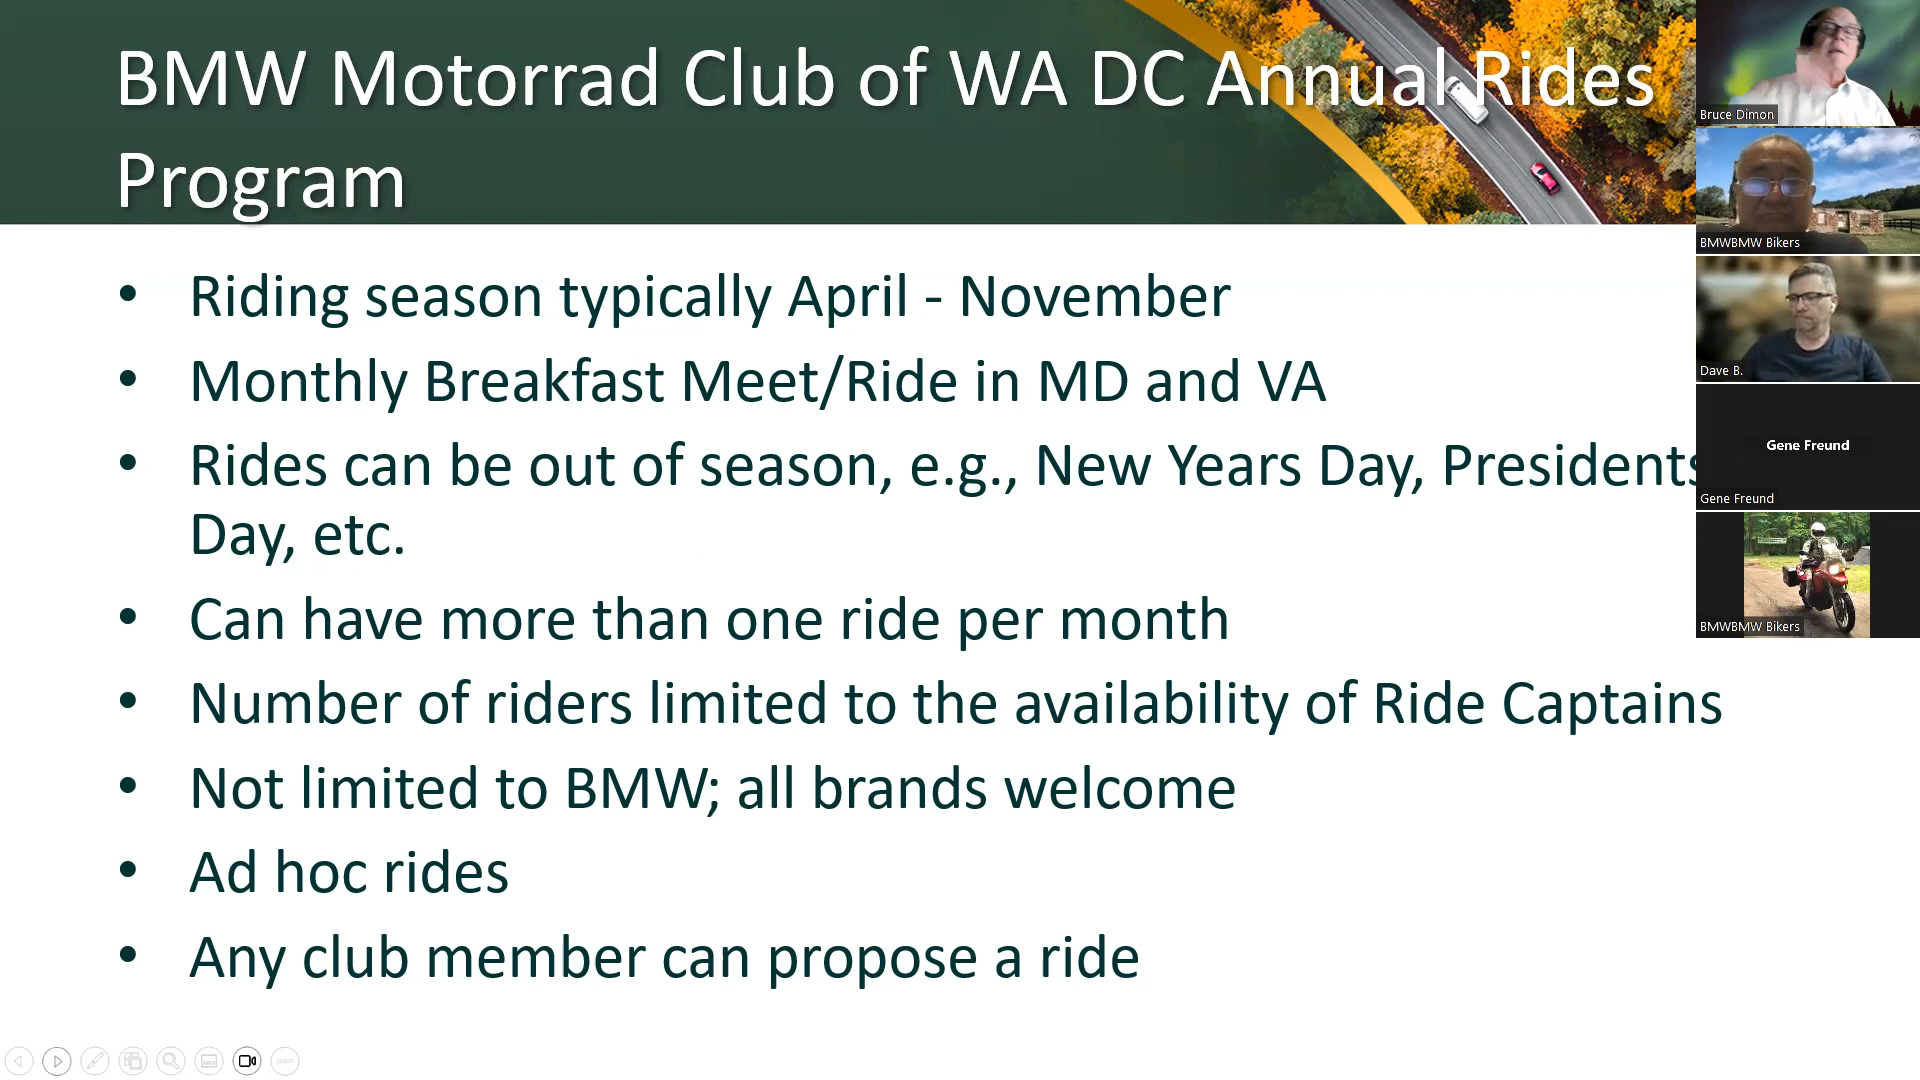 BMW Motorrad Club of WA DC Annual Rides
Program
• Riding season typically April - November
• Monthly Breakfast Meet/Ride in MD and VA
• Rides can be out of season, e.g., New Years Day, Presidents
Day, etc.
• Can have more than one ride per month
• Number of riders limited to the availability of Ride Captains
• Not limited to BMW; all brands welcome
• Ad hoc rides
• Any club member can propose a ride
Bruce Dimon
BMWBMW Bikers
Dave B.
Gene Freund
Gene Freund
BMWBMW Bikers